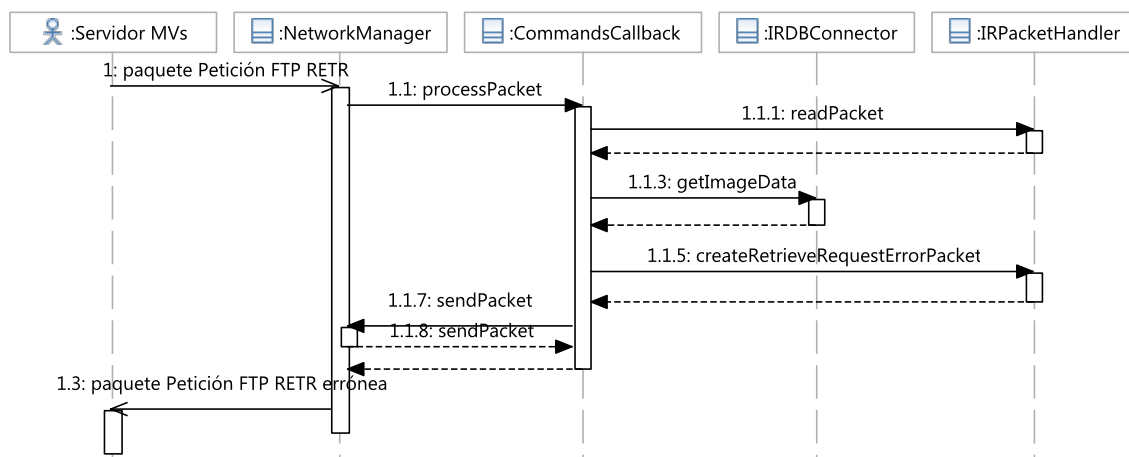 :Servidor MVs
:NetworkManager
:CommandsCallback
:IRDBConnector
:IRPacketHandler
1: paquete Petición FTP RETR
1.1: processPacket
1.1.1: readPacket
1.1.3: getImageData
1.1.5: createRetrieveRequestErrorPacket
1.1.7: sendPacket
1.1.8: sendPacket
1.3: paquete Petición FTP RETR errónea